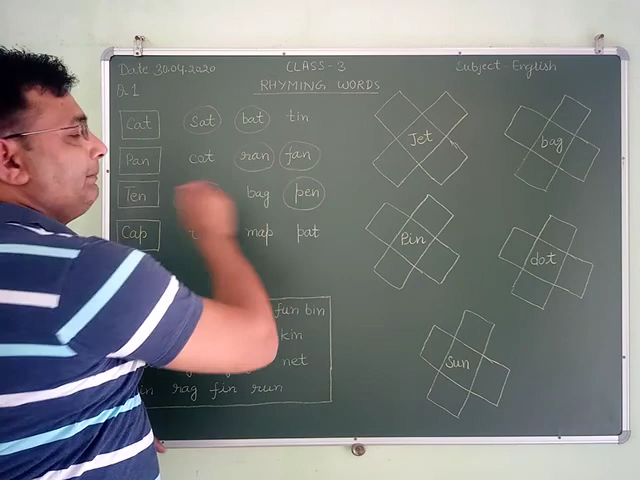 Date 30.04.2020 CLASS-3 Subject-English
RHYMING WORDS
Q.1
Cat Sat bat tin
Pan cot ran fan
Ten bag pen
Cap map pat
Jet
bag
Pin
dot
Sun
fun bin
kin
net
rag fin run